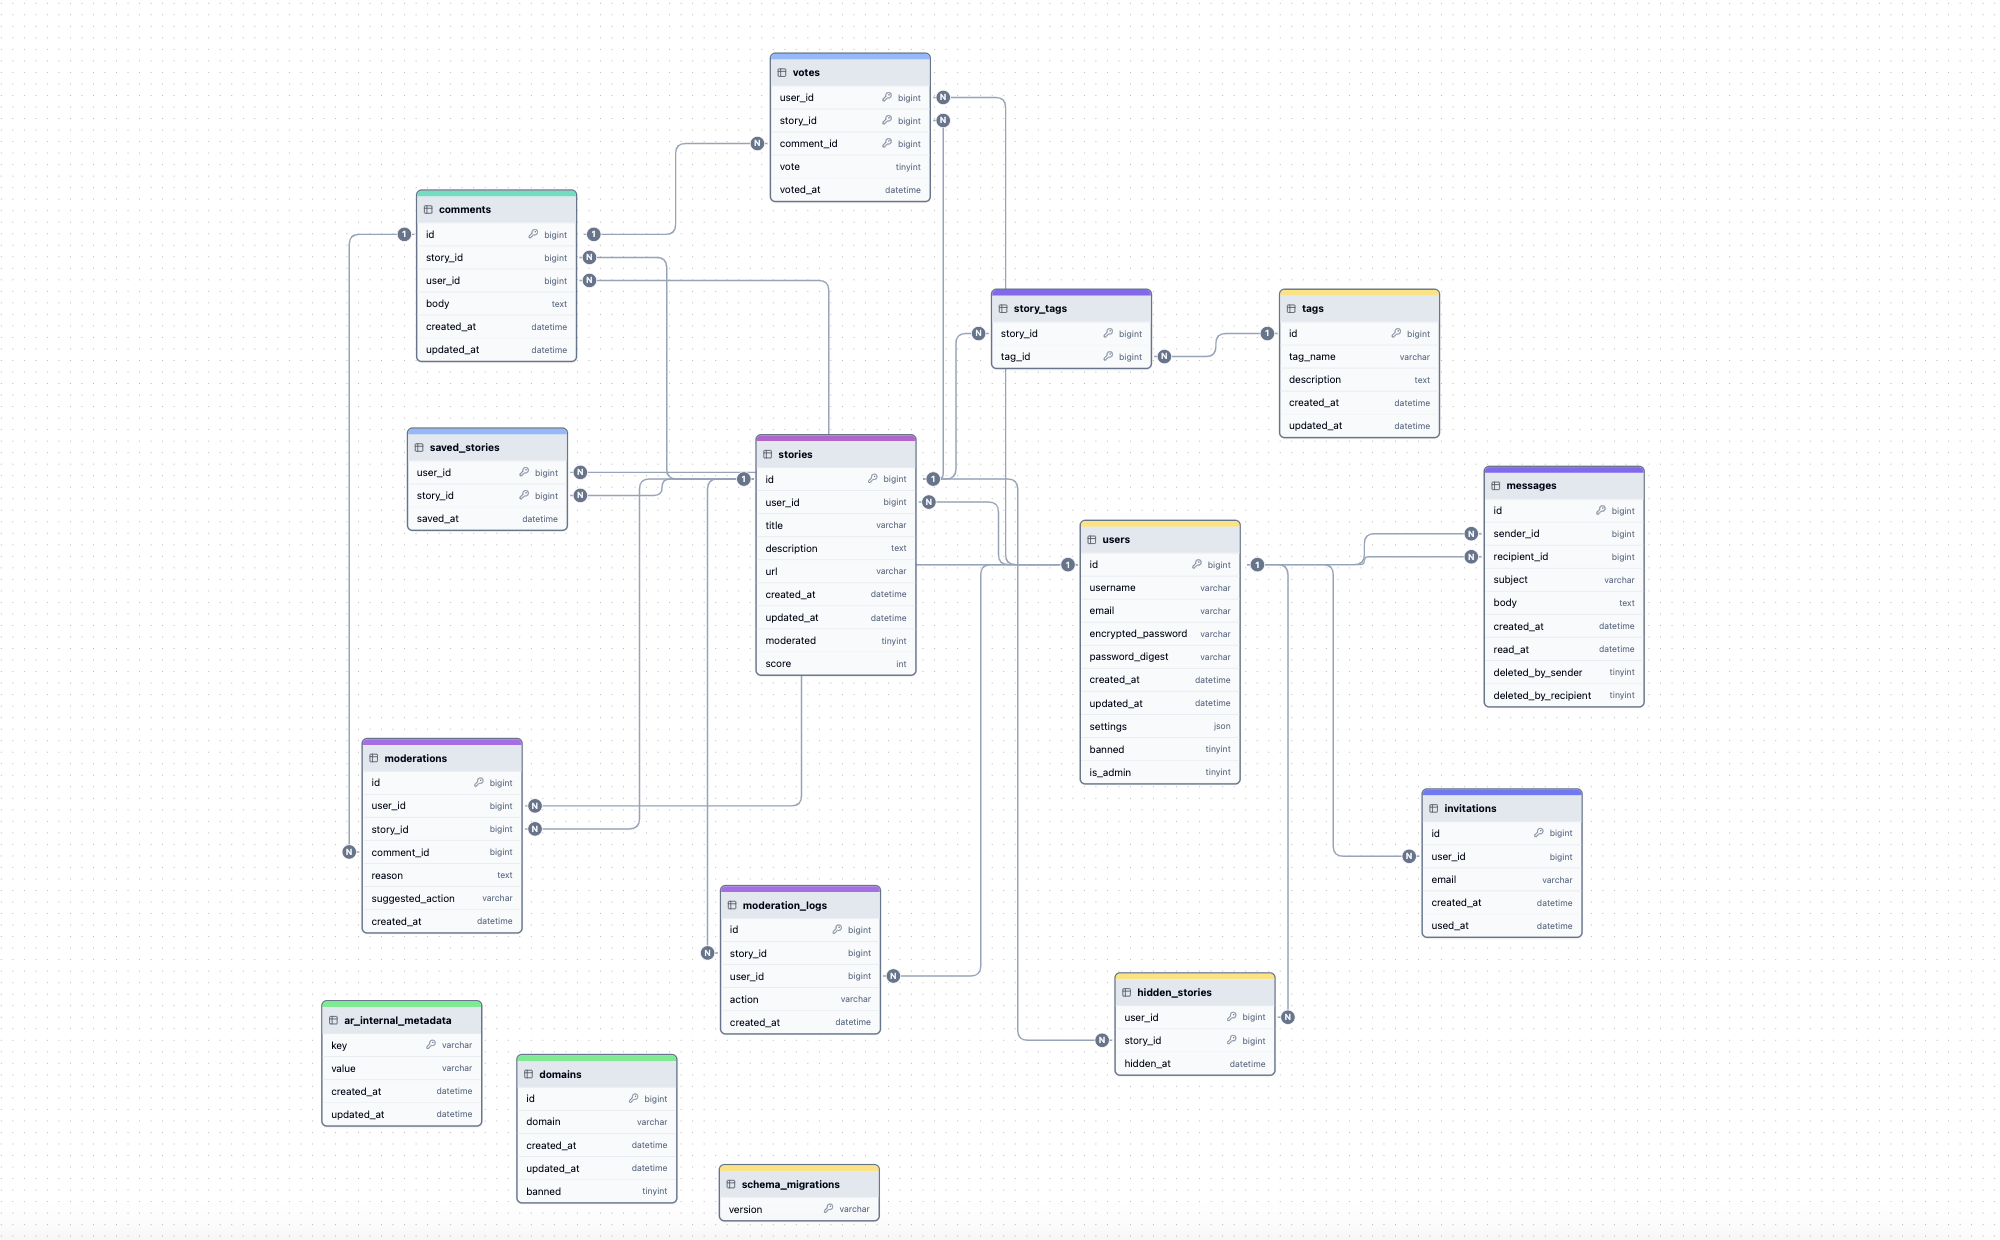 votes
user_id bigint
story_id bigint
comment_id bigint
vote tinyint
voted_at datetime
comments
id bigint
story_id bigint
user_id bigint
body text
created_at datetime
updated_at datetime
story_tags
story_id bigint
tag_id bigint
tags
id bigint
tag_name varchar
description text
created_at datetime
updated_at datetime
saved_stories
user_id bigint
story_id bigint
saved_at datetime
stories
id bigint
user_id bigint
title varchar
description text
url varchar
created_at datetime
updated_at datetime
moderated tinyint
score int
users
id bigint
username varchar
email varchar
encrypted_password varchar
password_digest varchar
created_at datetime
updated_at datetime
settings json
banned tinyint
is_admin tinyint
messages
id bigint
sender_id bigint
recipient_id bigint
subject varchar
body text
created_at datetime
read_at datetime
deleted_by_sender tinyint
deleted_by_recipient tinyint
moderations
id bigint
user_id bigint
story_id bigint
comment_id bigint
reason text
suggested_action varchar
created_at datetime
moderation_logs
id bigint
story_id bigint
user_id bigint
action varchar
created_at datetime
invitations
id bigint
user_id bigint
email varchar
created_at datetime
used_at datetime
hidden_stories
user_id bigint
story_id bigint
hidden_at datetime
ar_internal_metadata
key varchar
value varchar
created_at datetime
updated_at datetime
domains
id bigint
domain varchar
created_at datetime
updated_at datetime
banned tinyint
schema_migrations
version varchar
N
N
N
1
1
N
N
N
N
1
N
N
1
1
N
1
1
N
N
N
N
N
N
N
N
N
N